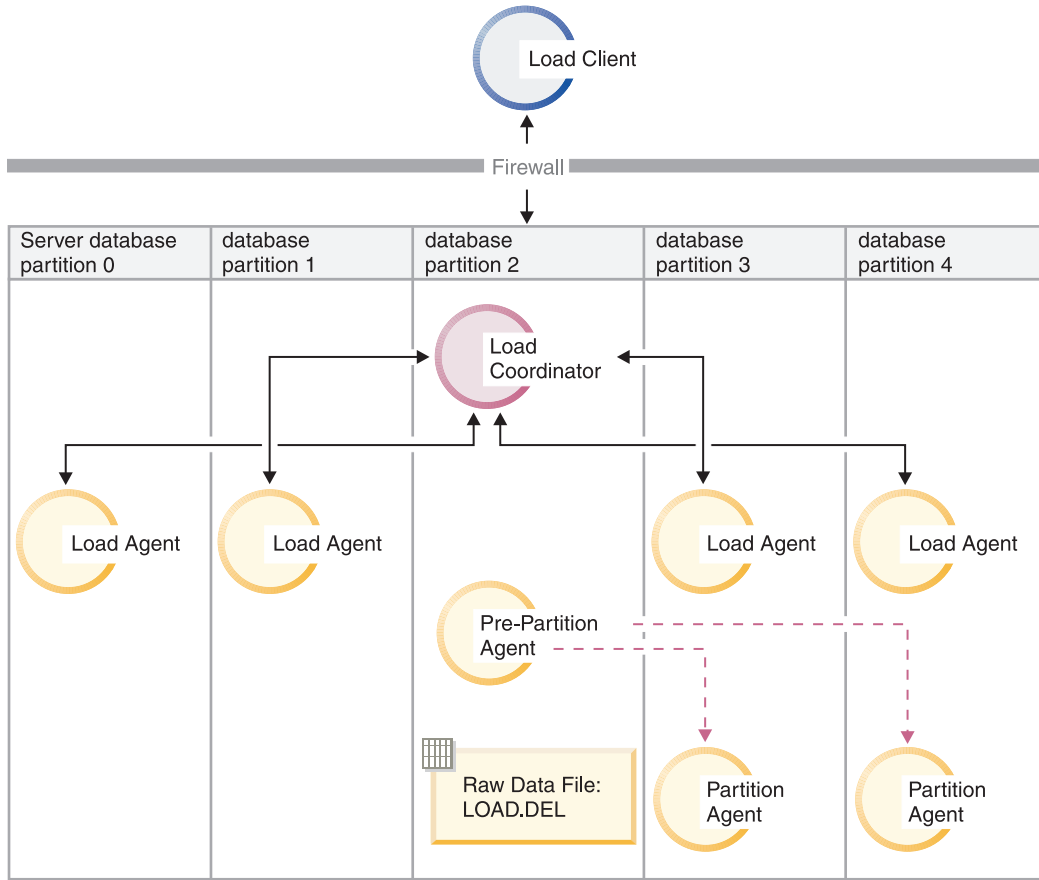 Load Client
Firewall
Server database
partition 0
database
partition 1
database
partition 2
database
partition 3
database
partition 4
Load
Coordinator
Load Agent
Load Agent
Load Agent
Load Agent
Pre-Partition
Agent
Raw Data File:
LOAD.DEL
Partition
Agent
Partition
Agent